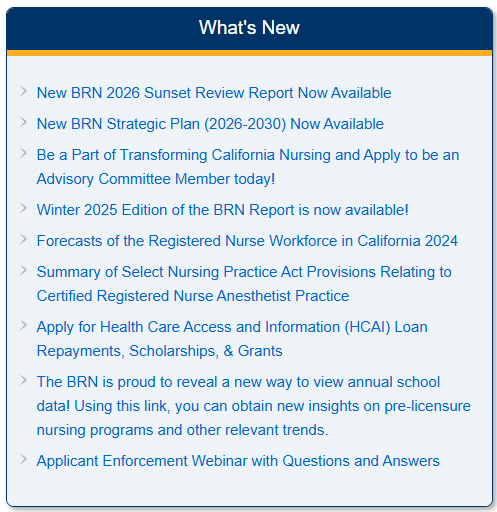 What's New
New BRN 2026 Sunset Review Report Now Available
New BRN Strategic Plan (2026-2030) Now Available
Be a Part of Transforming California Nursing and Apply to be an
Advisory Committee Member today!
Winter 2025 Edition of the BRN Report is now available!
Forecasts of the Registered Nurse Workforce in California 2024
Summary of Select Nursing Practice Act Provisions Relating to
Certified Registered Nurse Anesthetist Practice
Apply for Health Care Access and Information (HCAI) Loan
Repayments, Scholarships, & Grants
The BRN is proud to reveal a new way to view annual school
data! Using this link, you can obtain new insights on pre-licensure
nursing programs and other relevant trends.
Applicant Enforcement Webinar with Questions and Answers